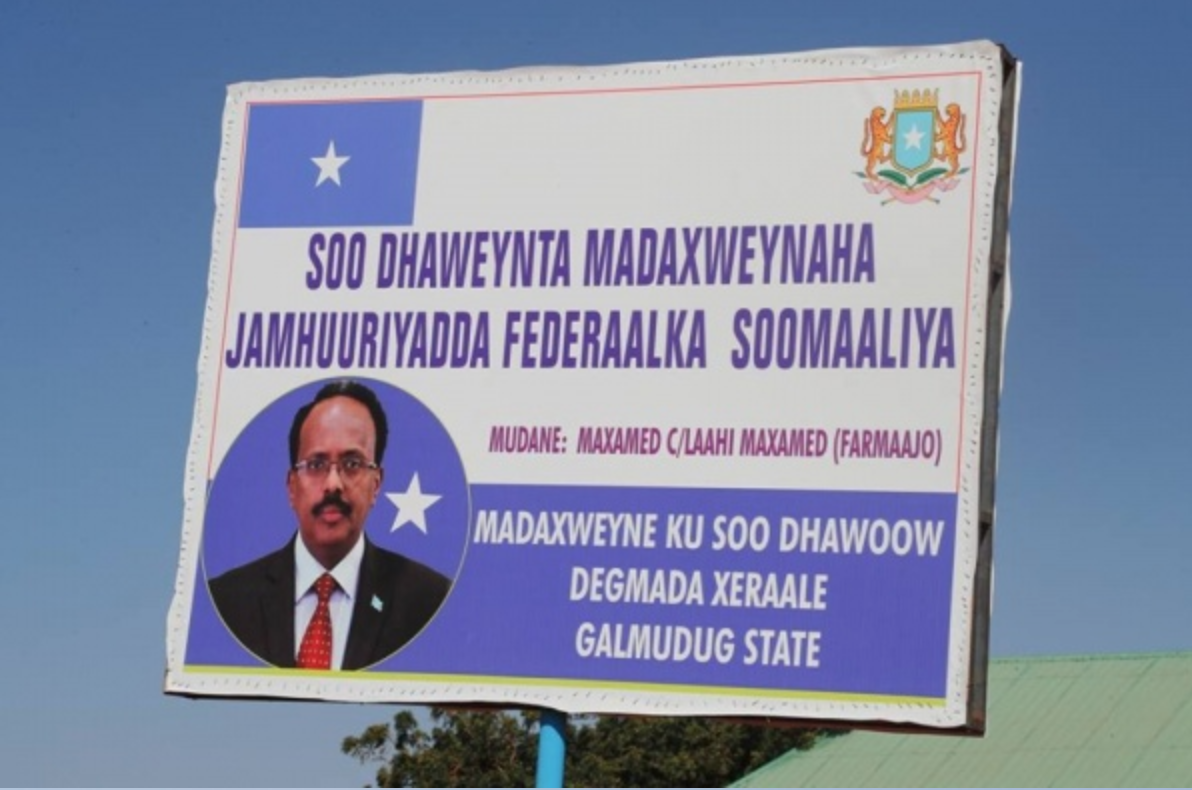 SOO DHAWEYNTA MADAXWEYNAHA
JAMHUURIYADDA FEDERAALKA SOOMAALIYA
MUDANE: MAXAMED C/LAAHI MAXAMED (FARMAAJO)
MADAXWEYNE KU SOO DHAWOOW
DEGMADA XERAALE
GALMUDUG STATE